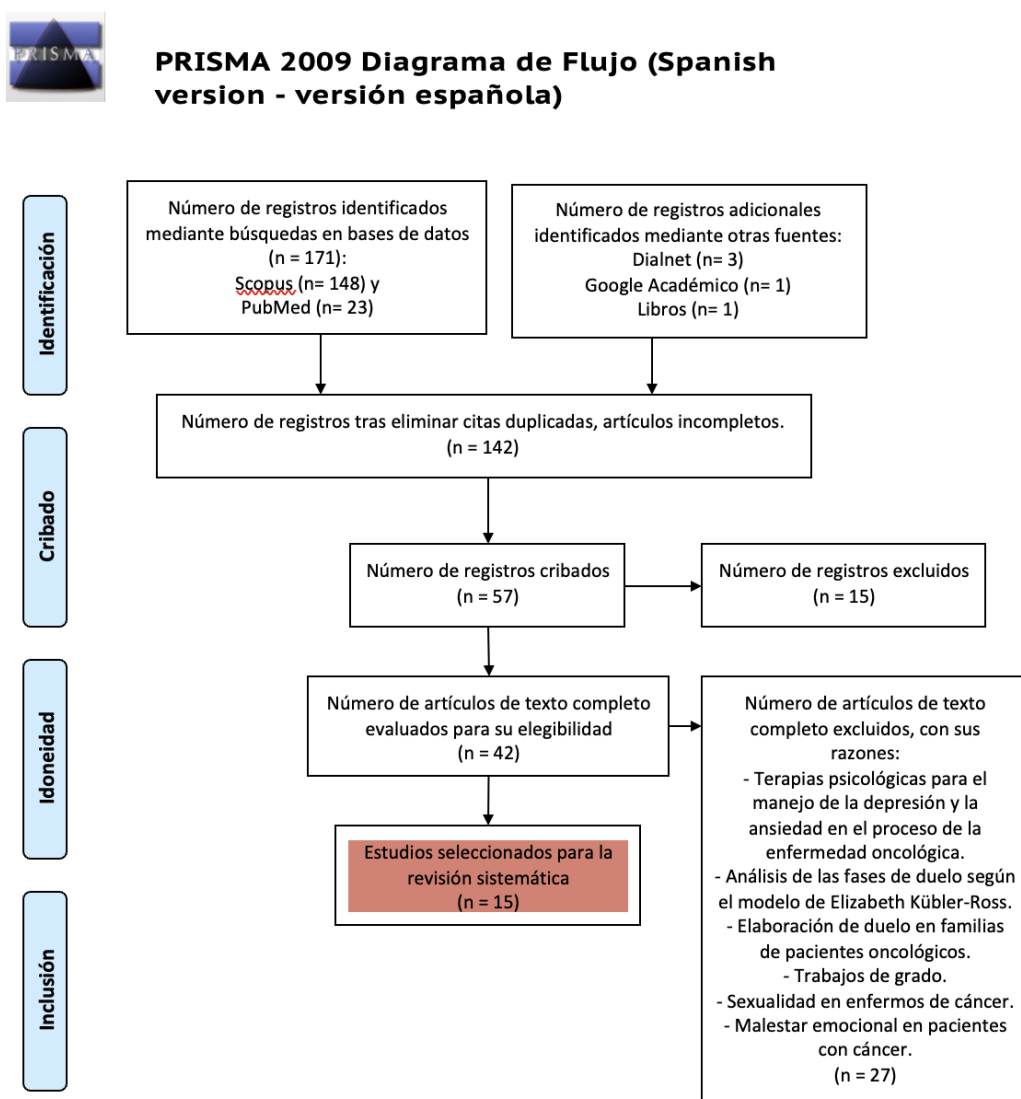 PRISMA
PRISMA 2009 Diagrama de Flujo (Spanish
version - versión española)
Identificación
Número de registros identificados
mediante búsquedas en bases de datos
(n = 171):
Scopus (n= 148) y
PubMed (n= 23)
Número de registros adicionales
identificados mediante otras fuentes:
Dialnet (n= 3)
Google Académico (n= 1)
Libros (n= 1)
Número de registros tras eliminar citas duplicadas, artículos incompletos.
(n = 142)
Cribado
Número de registros cribados
(n = 57)
Número de registros excluidos
(n = 15)
Idoneidad
Número de artículos de texto completo
evaluados para su elegibilidad
(n = 42)
Número de artículos de texto
completo excluidos, con sus
razones:
- Terapias psicológicas para el
manejo de la depresión y la
ansiedad en el proceso de la
enfermedad oncológica.
- Análisis de las fases de duelo según
el modelo de Elizabeth Kübler-Ross.
- Elaboración de duelo en familias
de pacientes oncológicos.
- Trabajos de grado.
- Sexualidad en enfermos de cáncer.
- Malestar emocional en pacientes
con cáncer.
(n = 27)
Estudios seleccionados para la
revisión sistemática
(n = 15)
Inclusión